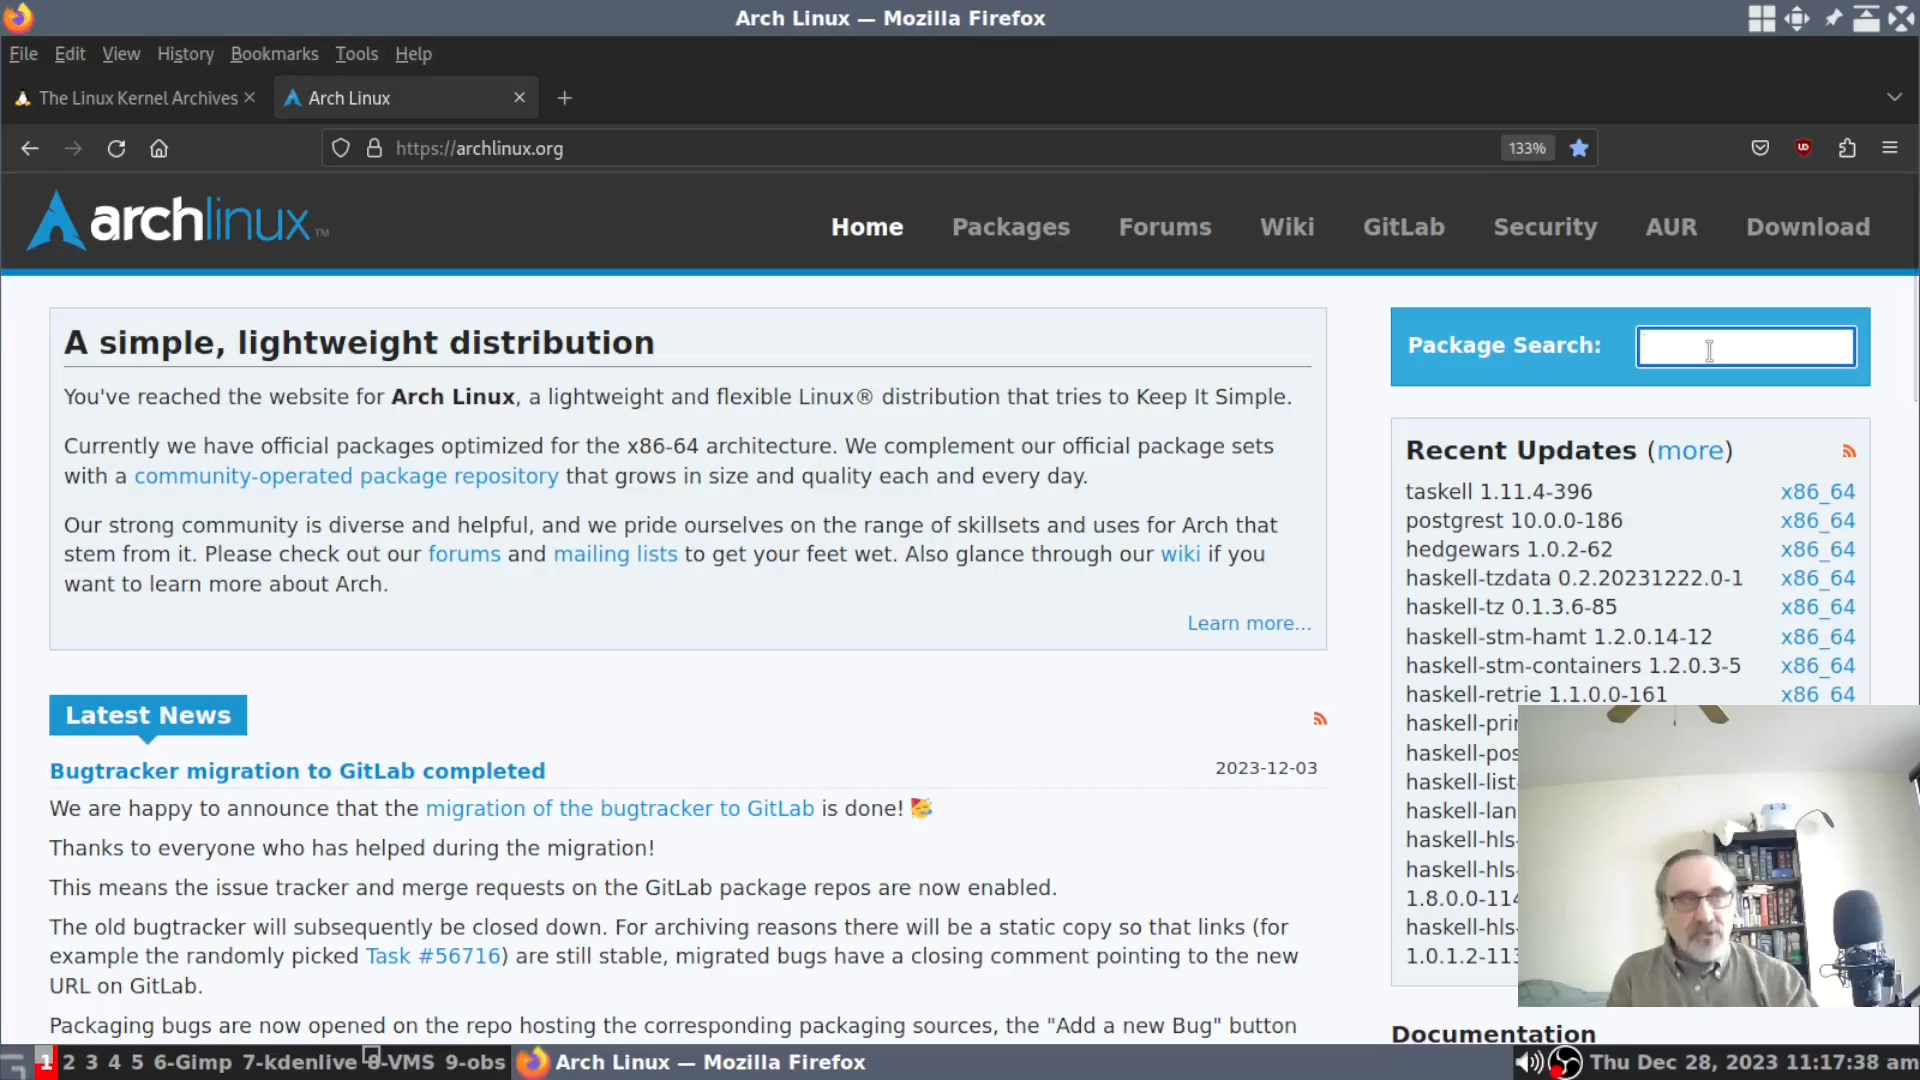 Arch Linux — Mozilla Firefox
File Edit View History Bookmarks Tools Help
The Linux Kernel Archives
Arch Linux
https://archlinux.org
133%
archlinux™
Home Packages Forums Wiki GitLab Security AUR Download
A simple, lightweight distribution
You've reached the website for Arch Linux, a lightweight and flexible Linux® distribution that tries to Keep It Simple.
Currently we have official packages optimized for the x86-64 architecture. We complement our official package sets
with a community-operated package repository that grows in size and quality each and every day.
Our strong community is diverse and helpful, and we pride ourselves on the range of skillsets and uses for Arch that
stem from it. Please check out our forums and mailing lists to get your feet wet. Also glance through our wiki if you
want to learn more about Arch.
Learn more...
Latest News
Bugtracker migration to GitLab completed
2023-12-03
We are happy to announce that the migration of the bugtracker to GitLab is done! 🥳
Thanks to everyone who has helped during the migration!
This means the issue tracker and merge requests on the GitLab package repos are now enabled.
The old bugtracker will subsequently be closed down. For archiving reasons there will be a static copy so that links (for
example the randomly picked Task #56716) are still stable, migrated bugs have a closing comment pointing to the new
URL on GitLab.
Packaging bugs are now opened on the repo hosting the corresponding packaging sources, the "Add a new Bug" button
Package Search:
Recent Updates (more)
taskell 1.11.4-396 x86_64
postgrest 10.0.0-186 x86_64
hedgewars 1.0.2-62 x86_64
haskell-tzdata 0.2.20231222.0-1 x86_64
haskell-tz 0.1.3.6-85 x86_64
haskell-stm-hamt 1.2.0.14-12 x86_64
haskell-stm-containers 1.2.0.3-5 x86_64
haskell-retrie 1.1.0.0-161 x86_64
haskell-prin
haskell-pos
haskell-list-
haskell-lan
haskell-hls-
haskell-hls-
1.8.0.0-114
haskell-hls-
1.0.1.2-113
Documentation
1 2 3 4 5 6-Gimp 7-kdenlive 8-VMS 9-obs
Arch Linux — Mozilla Firefox
Thu Dec 28, 2023 11:17:38 am